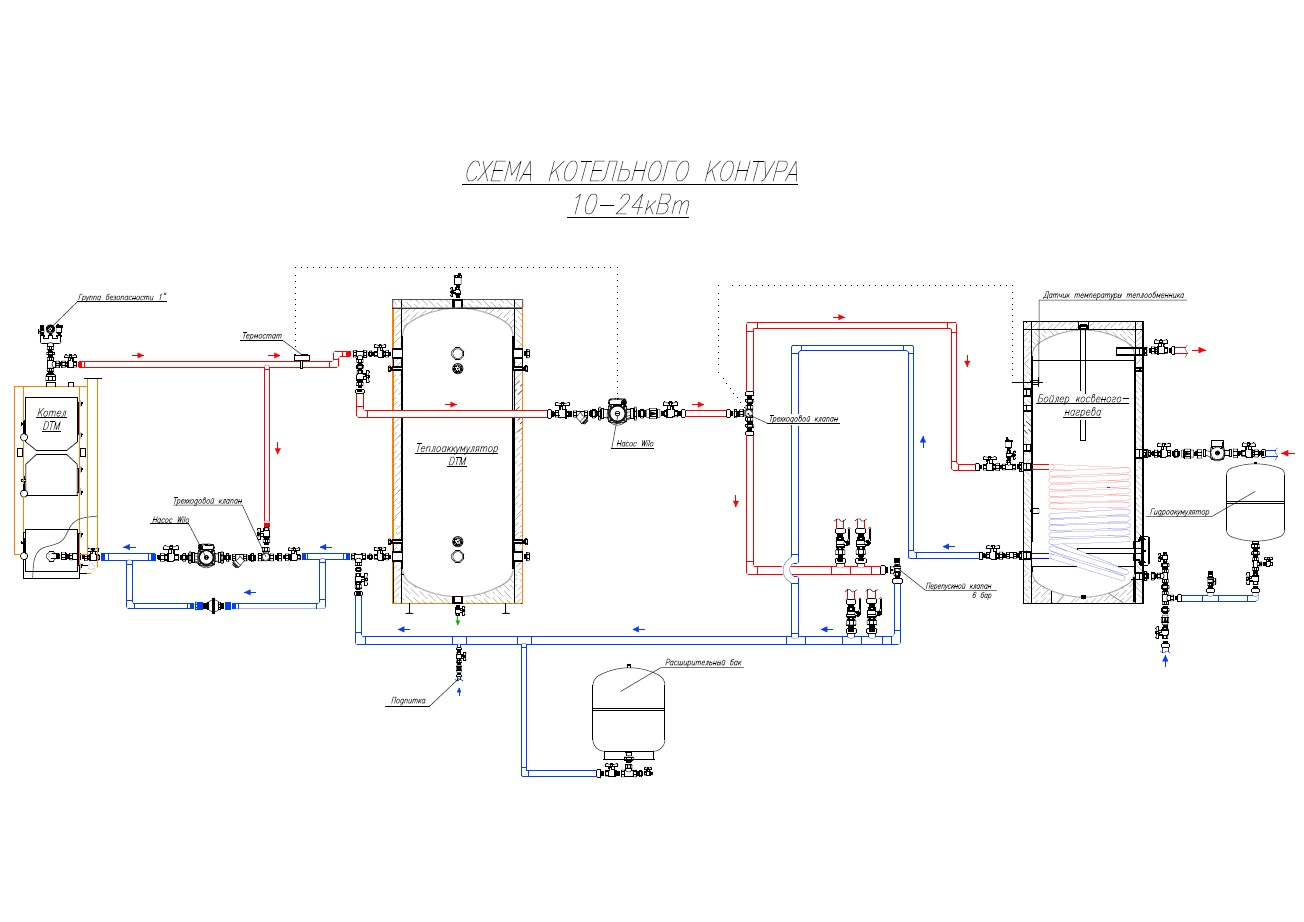 СХЕМА КОТЕЛЬНОГО КОНТУРА
10-24кВт
Группа безопасности 1"
Термостат
Датчик температуры теплообменника
Котел
DTM
Теплоаккумулятор
DTM
Насос Wilo
Трехходовой клапан
Бойлер косвеного-
нагрева
Трехходовой клапан
Насос Wilo
Гидроакумулятор
Перепускной клапан
6 бар
Подпитка
Расширительный бак